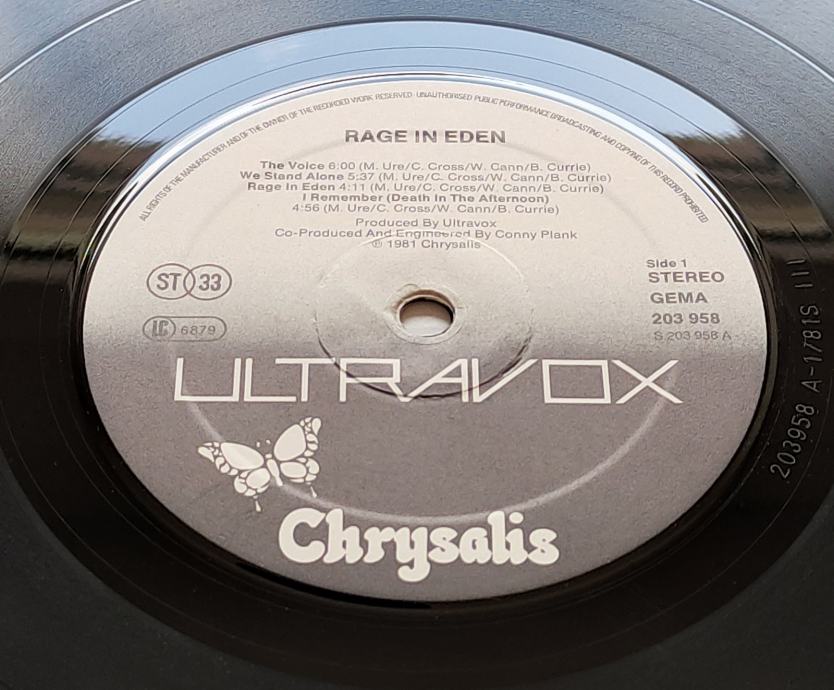 ALL RIGHTS OF THE MANUFACTURER AND OF THE OWNER OF THE RECORDED WORK RESERVED · UNAUTHORISED PUBLIC PERFORMANCE BROADCASTING AND COPYING OF THIS RECORD PROHIBITED
RAGE IN EDEN
The Voice 6:00 (M. Ure/C. Cross/W. Cann/B. Currie)
We Stand Alone 5:37 (M. Ure/C. Cross/W. Cann/B. Currie)
Rage In Eden 4:11 (M. Ure/C. Cross/W. Cann/B. Currie)
I Remember (Death In The Afternoon)
4:56 (M. Ure/C. Cross/W. Cann/B. Currie)
Produced By Ultravox
Co-Produced And Engineered By Conny Plank
℗ 1981 Chrysalis
ST 33
LC 6879
Side 1
STEREO
GEMA
203 958
S 203 958 A
ULTRAVOX
Chrysalis
203958 A-1/81S III